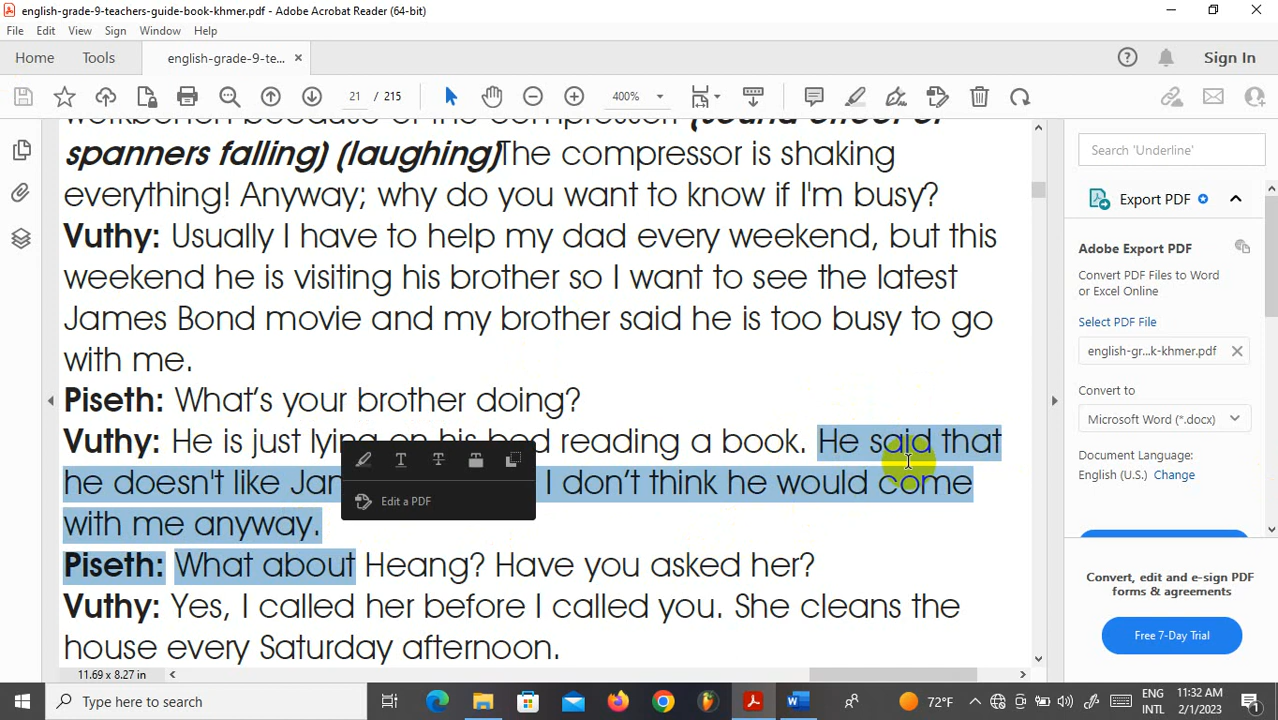 english-grade-9-teachers-guide-book-khmer.pdf - Adobe Acrobat Reader (64-bit)
File Edit View Sign Window Help
Home Tools english-grade-9-te... Sign In
21 / 215 400%
spanners falling) (laughing)The compressor is shaking
everything! Anyway; why do you want to know if I'm busy?
Vuthy: Usually I have to help my dad every weekend, but this
weekend he is visiting his brother so I want to see the latest
James Bond movie and my brother said he is too busy to go
with me.
Piseth: What's your brother doing?
Vuthy: He is just lying on his bed reading a book. He said that
he doesn't like I don't think he would come
with me anyway.
Piseth: What about Heang? Have you asked her?
Vuthy: Yes, I called her before I called you. She cleans the
house every Saturday afternoon.
Edit a PDF
11.69 x 8.27 in
Search 'Underline'
Export PDF
Adobe Export PDF
Convert PDF Files to Word
or Excel Online
Select PDF File
english-gr...k-khmer.pdf
Convert to
Microsoft Word (*.docx)
Document Language:
English (U.S.) Change
Convert, edit and e-sign PDF
forms & agreements
Free 7-Day Trial
Type here to search
72°F
ENG
INTL
11:32 AM
2/1/2023